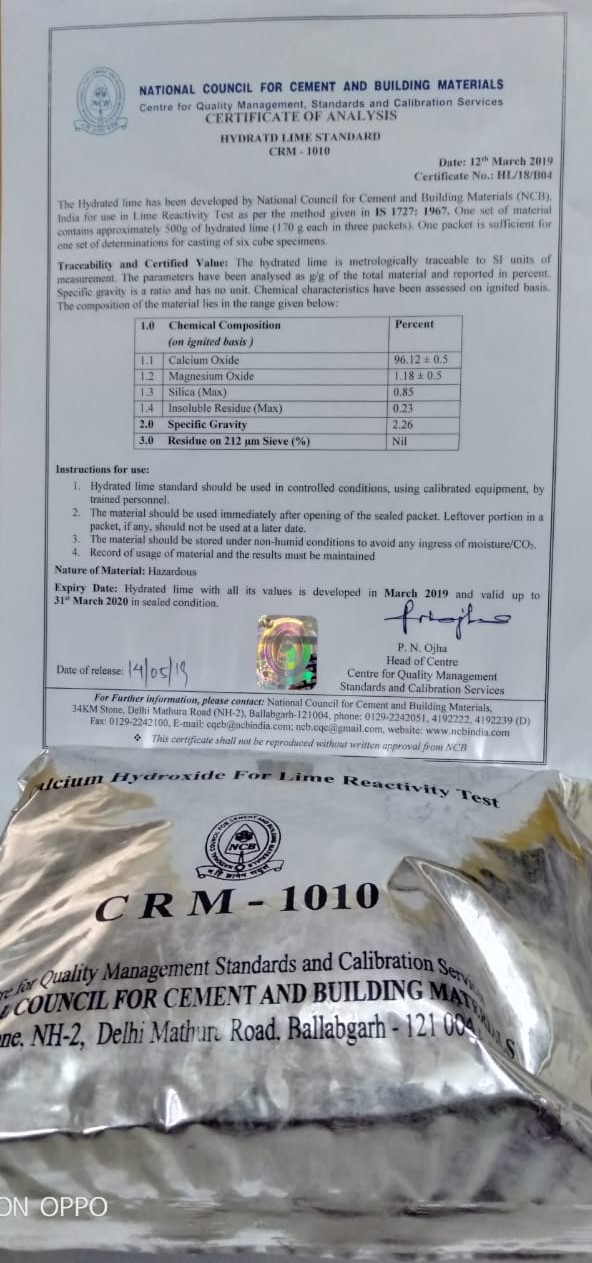 NCB
NATIONAL COUNCIL FOR CEMENT AND BUILDING MATERIALS
Centre for Quality Management, Standards and Calibration Services
CERTIFICATE OF ANALYSIS
HYDRATD LIME STANDARD
CRM - 1010
Date: 12th March 2019
Certificate No.: HL/18/B04
The Hydrated lime has been developed by National Council for Cement and Building Materials (NCB),
India for use in Lime Reactivity Test as per the method given in IS 1727: 1967. One set of material
contains approximately 500g of hydrated lime (170 g each in three packets). One packet is sufficient for
one set of determinations for casting of six cube specimens.
Traceability and Certified Value: The hydrated lime is metrologically traceable to SI units of
measurement. The parameters have been analysed as g/g of the total material and reported in percent.
Specific gravity is a ratio and has no unit. Chemical characteristics have been assessed on ignited basis.
The composition of the material lies in the range given below:
1.0 Chemical Composition Percent
(on ignited basis )
1.1 Calcium Oxide 96.12 ± 0.5
1.2 Magnesium Oxide 1.18 ± 0.5
1.3 Silica (Max) 0.85
1.4 Insoluble Residue (Max) 0.23
2.0 Specific Gravity 2.26
3.0 Residue on 212 µm Sieve (%) Nil
Instructions for use:
1. Hydrated lime standard should be used in controlled conditions, using calibrated equipment, by
trained personnel.
2. The material should be used immediately after opening of the sealed packet. Leftover portion in a
packet, if any, should not be used at a later date.
3. The material should be stored under non-humid conditions to avoid any ingress of moisture/CO₂.
4. Record of usage of material and the results must be maintained
Nature of Material: Hazardous
Expiry Date: Hydrated lime with all its values is developed in March 2019 and valid up to
31st March 2020 in sealed condition.
P. N. Ojha
Head of Centre
Centre for Quality Management
Standards and Calibration Services
Date of release: 14/05/19
For Further information, please contact: National Council for Cement and Building Materials,
34KM Stone, Delhi Mathura Road (NH-2), Ballabgarh-121004, phone: 0129-2242051, 4192222, 4192239 (D)
Fax: 0129-2242100, E-mail: cqcb@ncbindia.com; ncb.cqc@gmail.com, website: www.ncbindia.com
❖ This certificate shall not be reproduced without written approval from NCB
alcium Hydroxide For Lime Reactivity Test
NCB
CRM - 1010
re for Quality Management Standards and Calibration Serv
COUNCIL FOR CEMENT AND BUILDING MATERIALS
ne, NH-2, Delhi Mathura Road, Ballabgarh - 121 004
ON OPPO